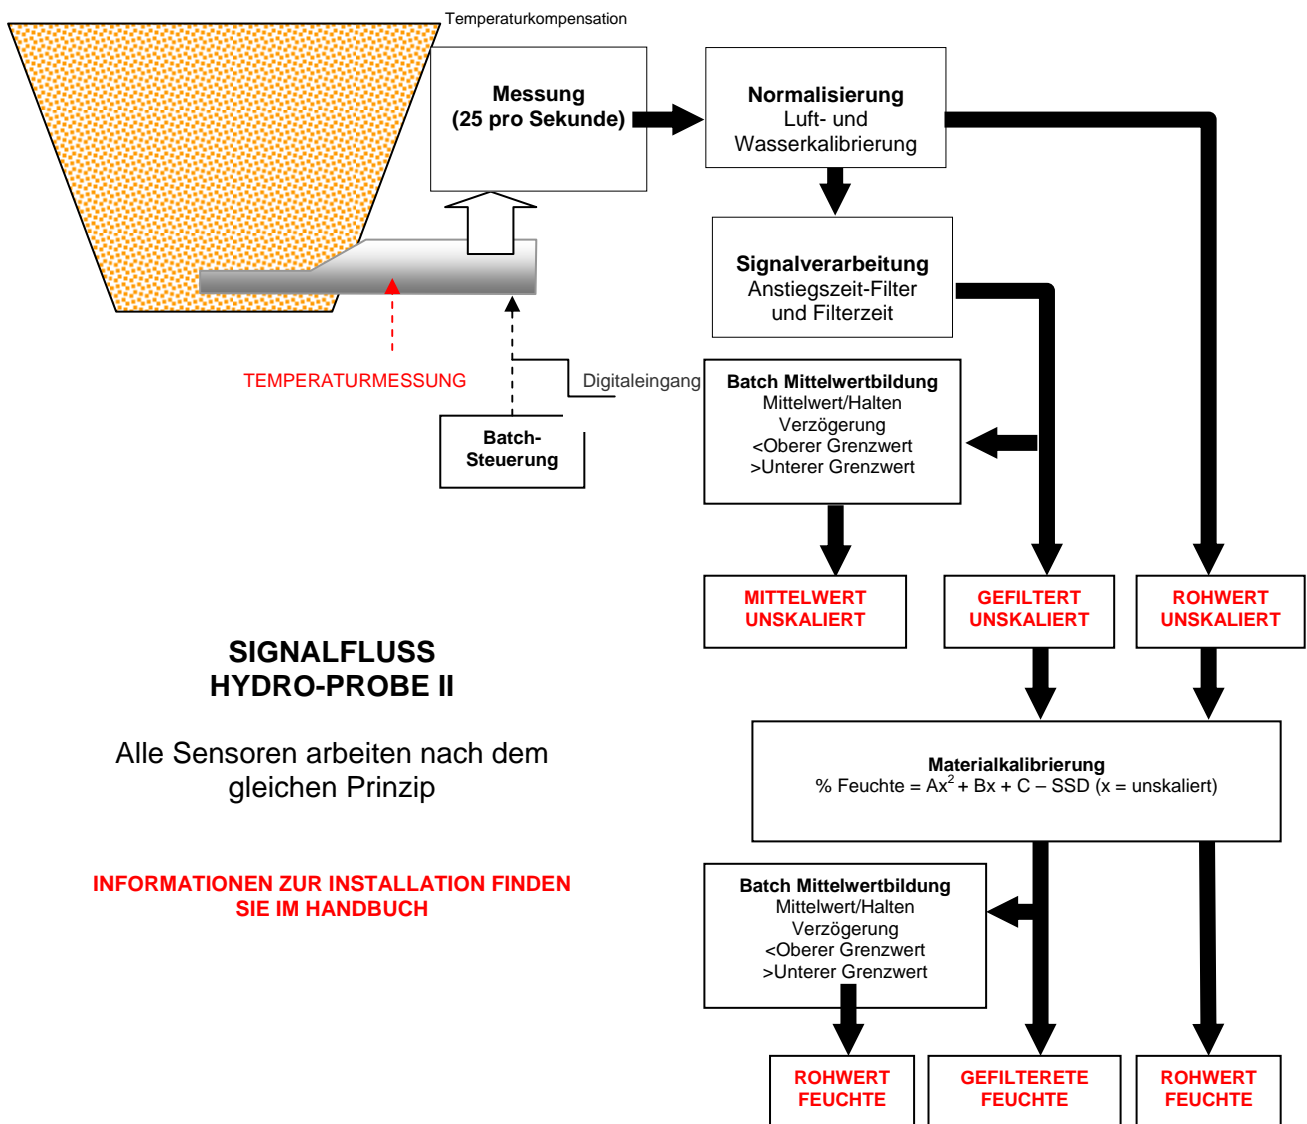 Temperaturkompensation
Messung
(25 pro Sekunde)
Normalisierung
Luft- und
Wasserkalibrierung
Signalverarbeitung
Anstiegszeit-Filter
und Filterzeit
TEMPERATURMESSUNG
Digitaleingang
Batch-
Steuerung
Batch Mittelwertbildung
Mittelwert/Halten
Verzögerung
<Oberer Grenzwert
>Unterer Grenzwert
MITTELWERT
UNSKALIERT
GEFILTERT
UNSKALIERT
ROHWERT
UNSKALIERT
SIGNALFLUSS
HYDRO-PROBE II
Alle Sensoren arbeiten nach dem
gleichen Prinzip
INFORMATIONEN ZUR INSTALLATION FINDEN
SIE IM HANDBUCH
Materialkalibrierung
% Feuchte = Ax² + Bx + C – SSD (x = unskaliert)
Batch Mittelwertbildung
Mittelwert/Halten
Verzögerung
<Oberer Grenzwert
>Unterer Grenzwert
ROHWERT
FEUCHTE
GEFILTERETE
FEUCHTE
ROHWERT
FEUCHTE